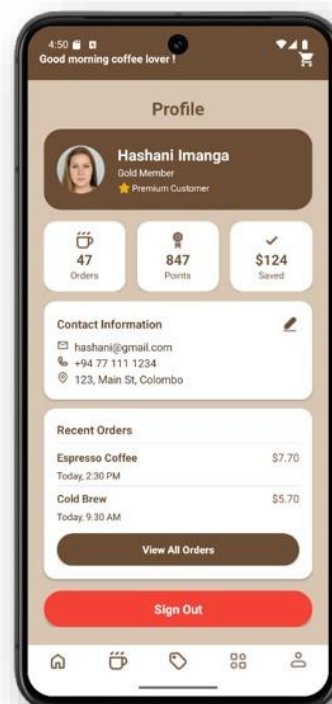 4:50
Good morning coffee lover !
Profile
Hashani Imanga
Gold Member
Premium Customer
47
Orders
847
Points
$124
Saved
Contact Information
hashani@gmail.com
+94 77 111 1234
123, Main St, Colombo
Recent Orders
Espresso Coffee $7.70
Today, 2:30 PM
Cold Brew $5.70
Today, 9.30 AM
View All Orders
Sign Out